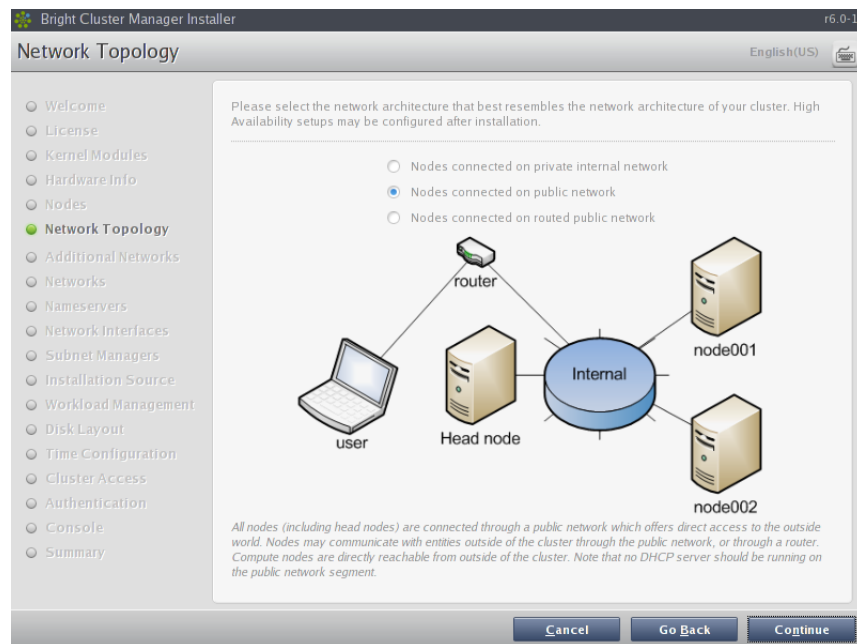 Bright Cluster Manager Installer
r6.0-1
Network Topology
English(US)
Welcome
License
Kernel Modules
Hardware Info
Nodes
Network Topology
Additional Networks
Networks
Nameservers
Network Interfaces
Subnet Managers
Installation Source
Workload Management
Disk Layout
Time Configuration
Cluster Access
Authentication
Console
Summary
Please select the network architecture that best resembles the network architecture of your cluster. High
Availability setups may be configured after installation.
Nodes connected on private internal network
Nodes connected on public network
Nodes connected on routed public network
router
node001
Internal
user
Head node
node002
All nodes (including head nodes) are connected through a public network which offers direct access to the outside
world. Nodes may communicate with entities outside of the cluster through the public network, or through a router.
Compute nodes are directly reachable from outside of the cluster. Note that no DHCP server should be running on
the public network segment.
Cancel
Go Back
Continue